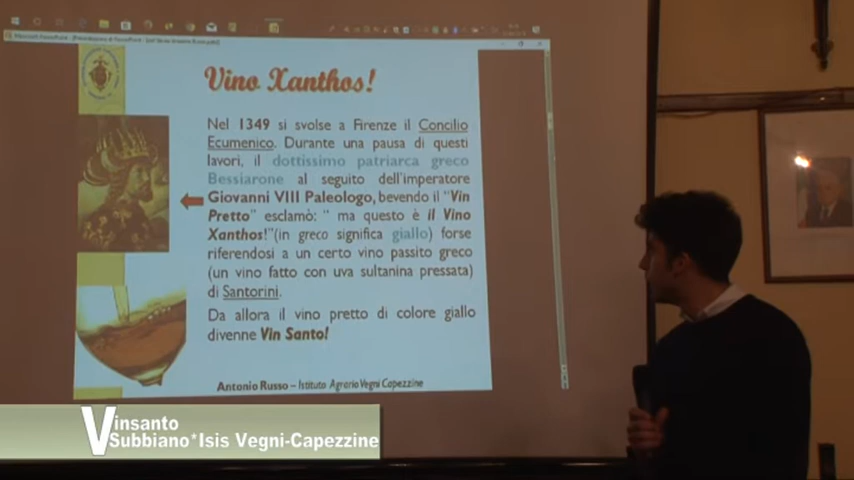 Vino Xanthos!
Nel 1349 si svolse a Firenze il Concilio
Ecumenico. Durante una pausa di questi
lavori, il dottissimo patriarca greco
Bessiarone al seguito dell'imperatore
Giovanni VIII Paleologo, bevendo il "Vin
Pretto" esclamò: " ma questo è il Vino
Xanthos!"(in greco significa giallo) forse
riferendosi a un certo vino passito greco
(un vino fatto con uva sultanina pressata)
di Santorini.
Da allora il vino pretto di colore giallo
divenne Vin Santo!
Antonio Russo – Istituto Agrario Vegni Capezzine
Vinsanto
Subbiano*Isis Vegni-Capezzine